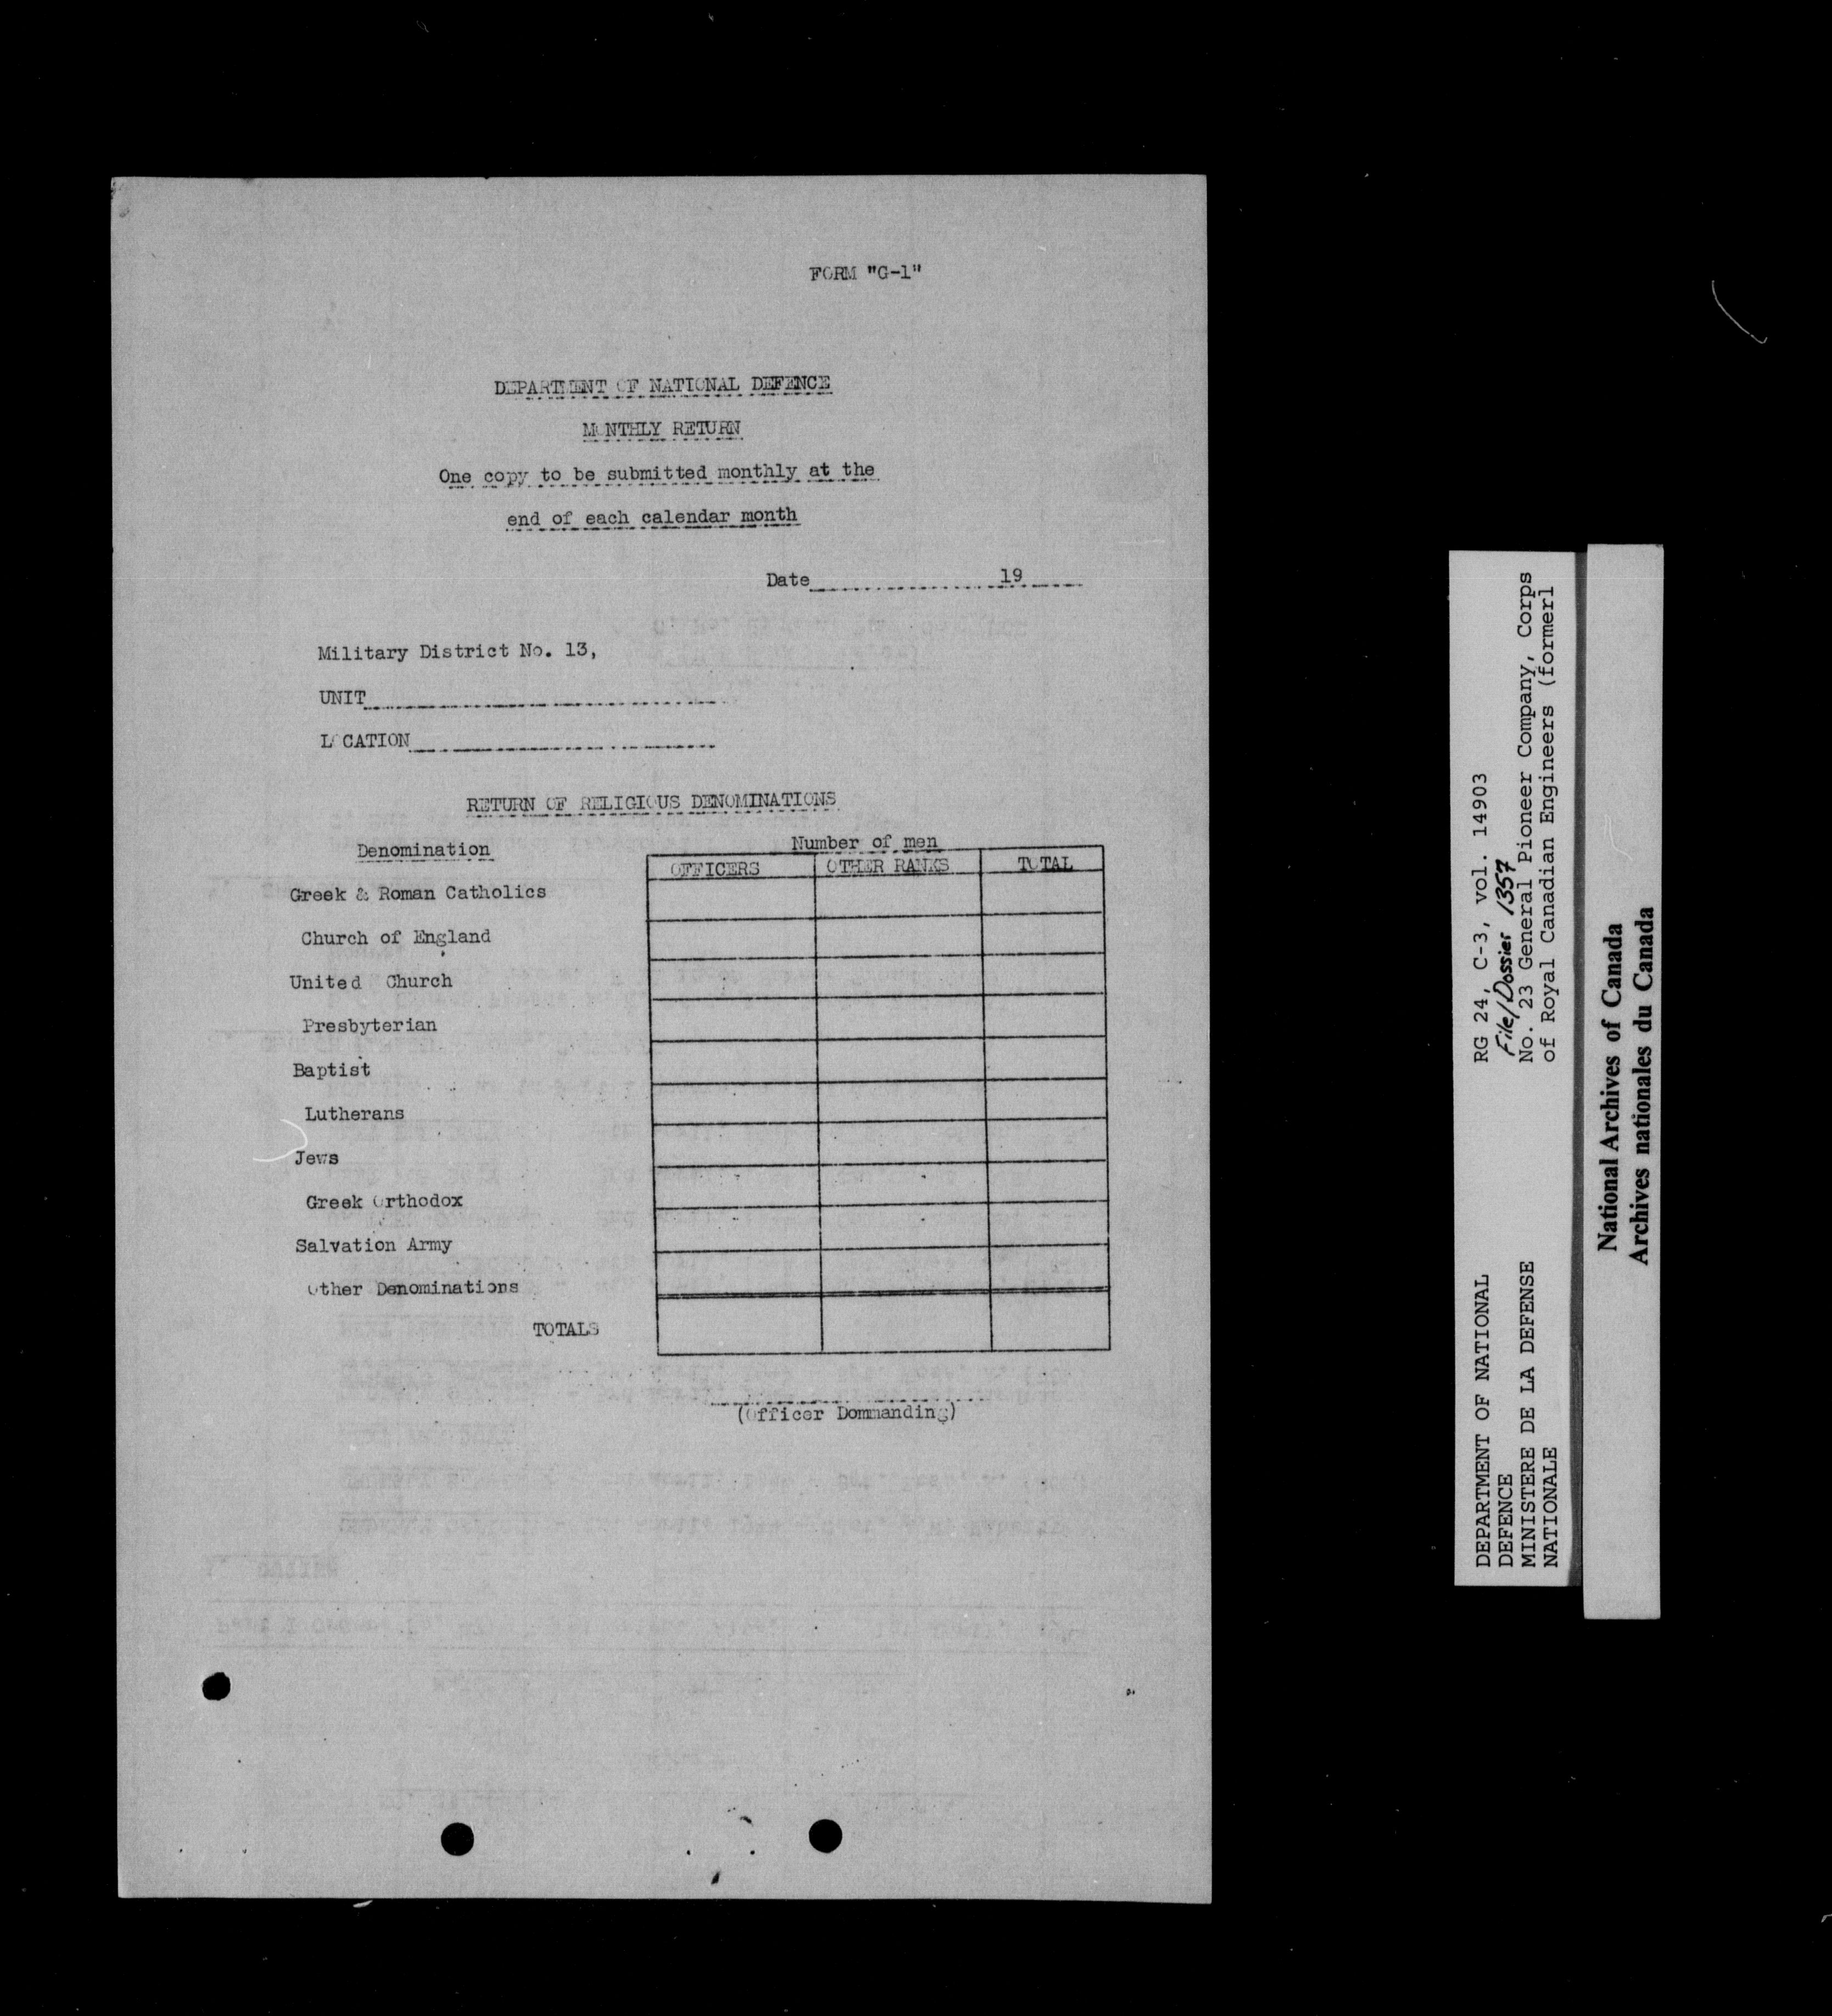 FORM "G-1"
DEPARTMENT OF NATIONAL DEFENCE
MONTHLY RETURN
One copy to be submitted monthly at the
end of each calendar month
Date 19
Military District No. 13,
UNIT
LOCATION
RETURN OF RELIGIOUS DENOMINATIONS
Denomination
Number of men
OFFICERS OTHER RANKS TOTAL
Greek & Roman Catholics
Church of England
United Church
Presbyterian
Baptist
Lutherans
Jews
Greek Orthodox
Salvation Army
Other Denominations
TOTALS
(Officer Dommanding)
DEPARTMENT OF NATIONAL
DEFENCE
MINISTERE DE LA DEFENSE
NATIONALE
RG 24, C-3, vol. 14903
File/Dossier 1357
No. 23 General Pioneer Company, Corps
of Royal Canadian Engineers (formerl
National Archives of Canada
Archives nationales du Canada